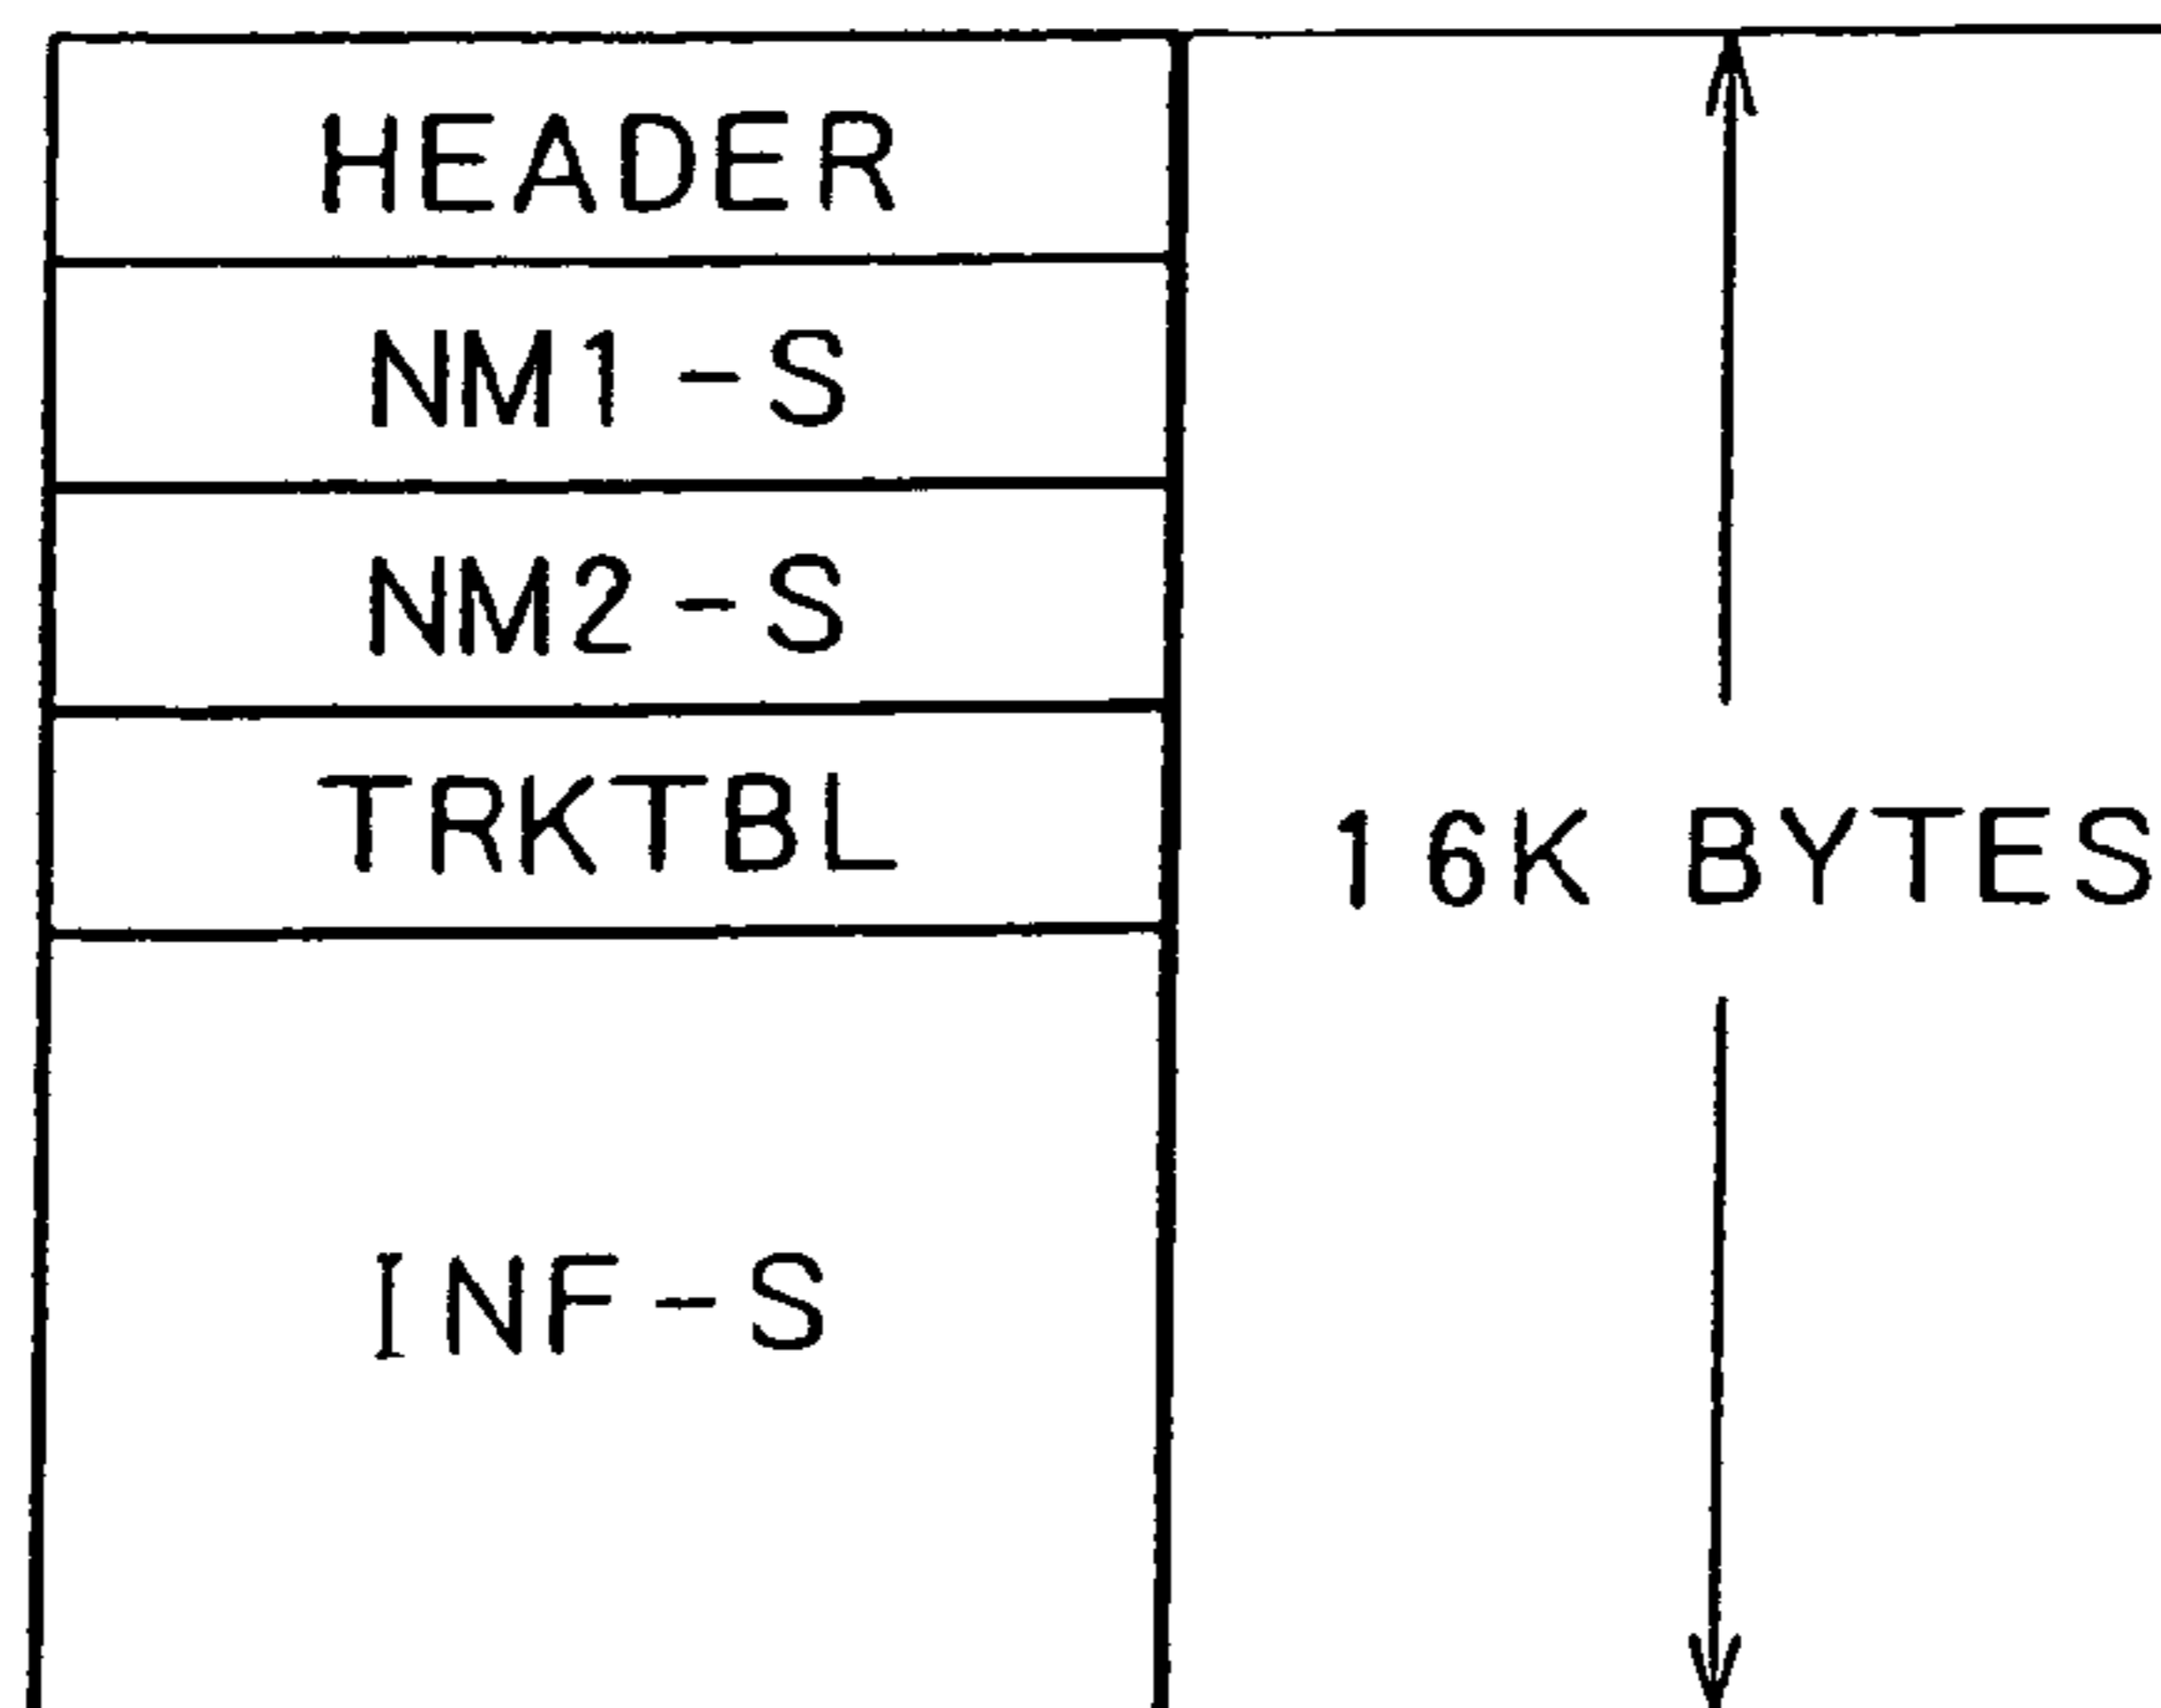 HEADER
NM1-S
NM2-S
TRKTBL
16K BYTES
INF-S